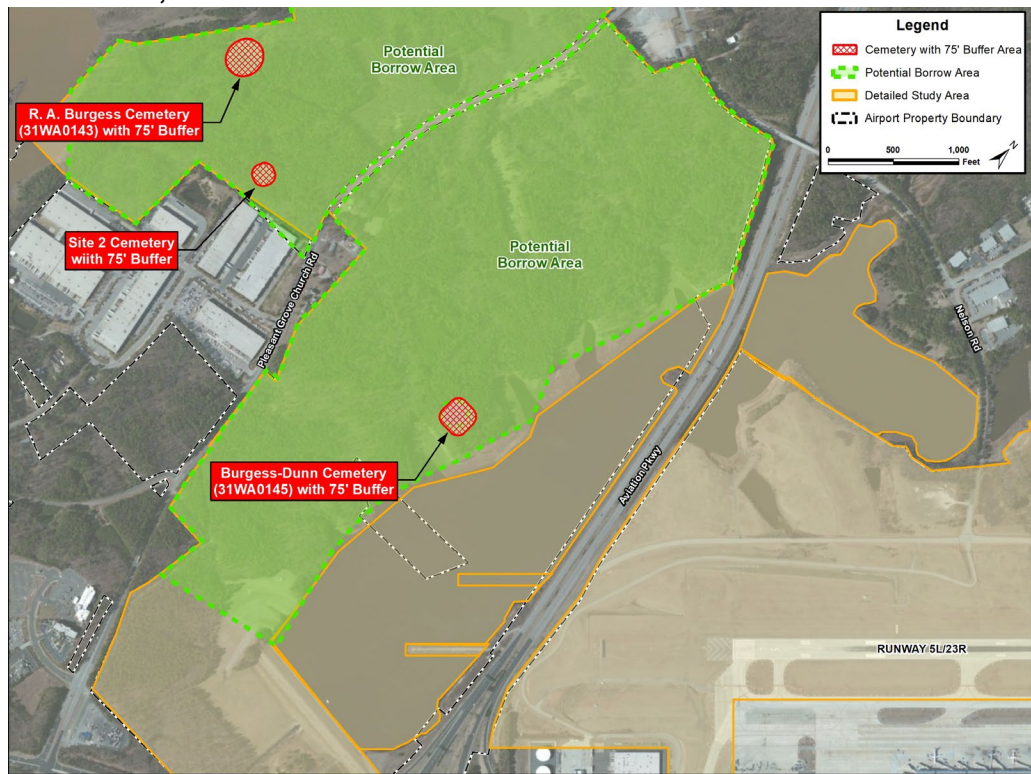 Legend
Cemetery with 75' Buffer Area
Potential Borrow Area
Detailed Study Area
Airport Property Boundary
0 500 1,000
Feet
N
Potential
Borrow Area
R. A. Burgess Cemetery
(31WA0143) with 75' Buffer
Site 2 Cemetery
wiith 75' Buffer
Pleasant Grove Church Rd
Potential
Borrow Area
Nelson Rd
Burgess-Dunn Cemetery
(31WA0145) with 75' Buffer
Aviation Pkwy
RUNWAY 5L/23R